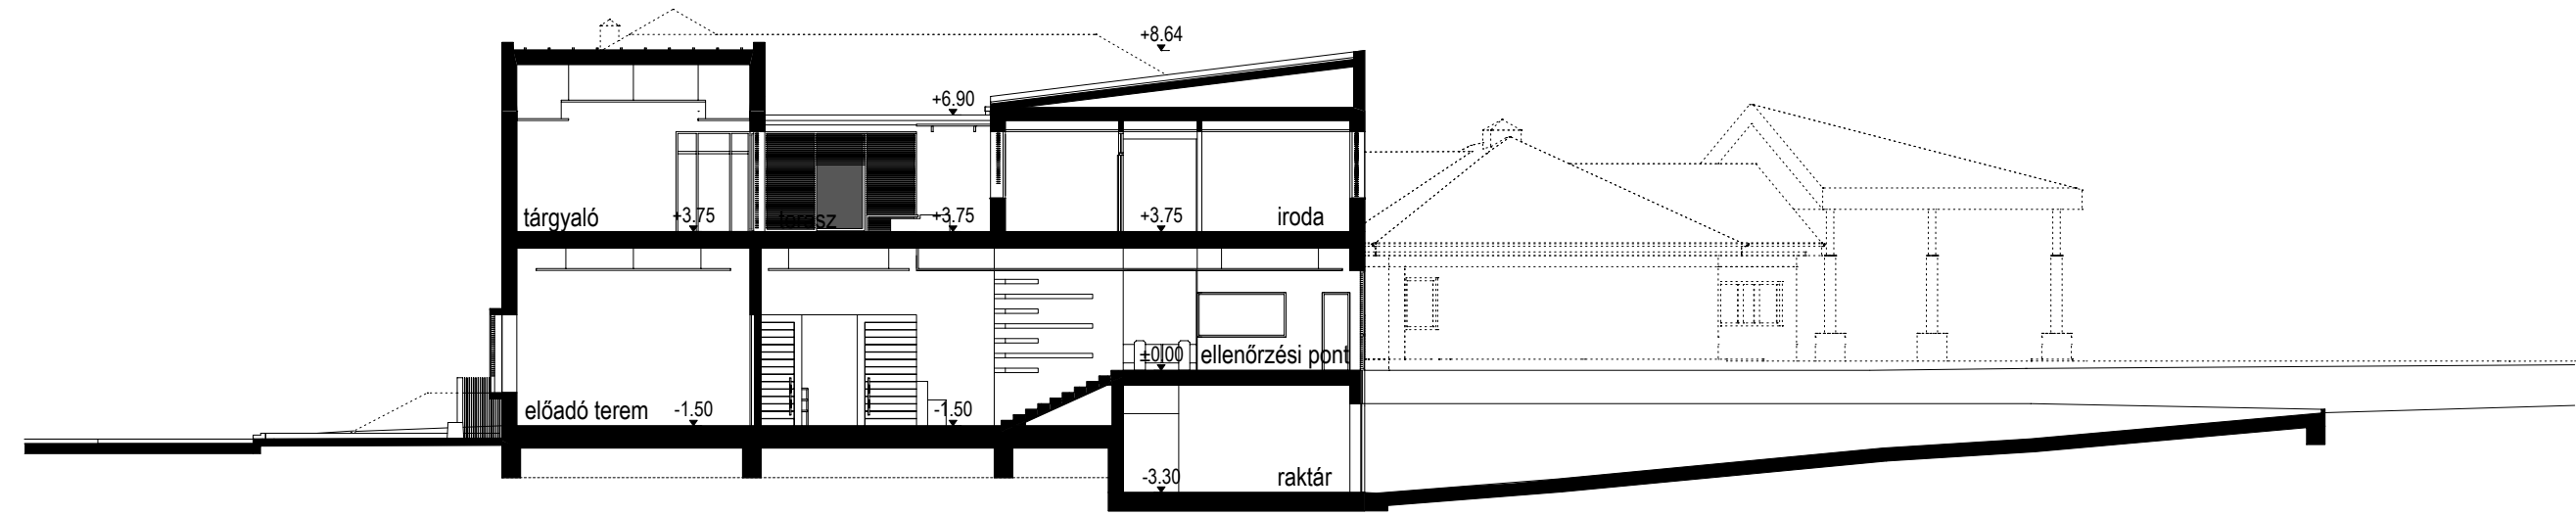 +8.64
+6.90
tárgyaló
+3.75
terasz
+3.75
+3.75
iroda
±0.00
ellenőrzési pont
előadó terem
-1.50
-1.50
-3.30
raktár